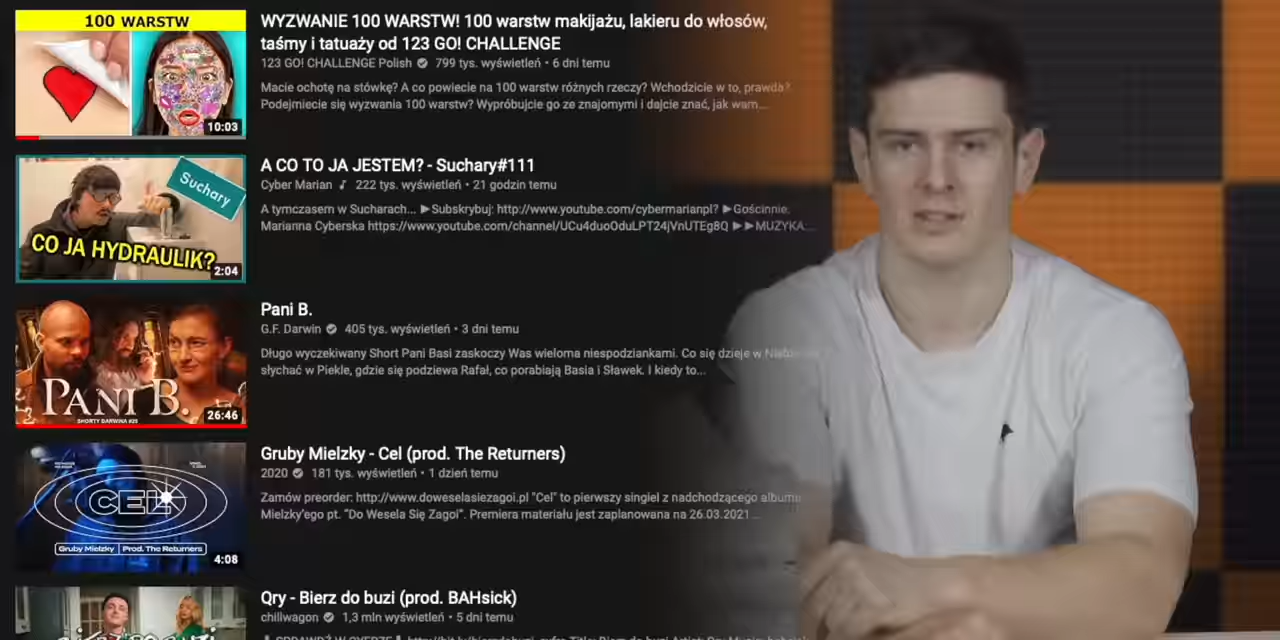 100 WARSTW
10:03
WYZWANIE 100 WARSTW! 100 warstw makijażu, lakieru do włosów,
taśmy i tatuaży od 123 GO! CHALLENGE
123 GO! CHALLENGE Polish 799 tys. wyświetleń • 6 dni temu
Macie ochotę na stówkę? A co powiecie na 100 warstw różnych rzeczy? Wchodzicie w to, prawda?
Podejmiecie się wyzwania 100 warstw? Wypróbujcie go ze znajomymi i dajcie znać, jak wam...
Suchary
CO JA HYDRAULIK?
2:04
A CO TO JA JESTEM? - Suchary#111
Cyber Marian ♪ 222 tys. wyświetleń • 21 godzin temu
A tymczasem w Sucharach... ►Subskrybuj: http://www.youtube.com/cybermarianpl? ►Gościnnie:
Marianna Cyberska https://www.youtube.com/channel/UCu4duoOduLPT24jVnUTEg8Q ►►MUZYKA...
PANI B.
SHORTY DARWINA #25
26:46
Pani B.
G.F. Darwin 405 tys. wyświetleń • 3 dni temu
Długo wyczekiwany Short Pani Basi zaskoczy Was wieloma niespodziankami. Co się dzieje w
słychać w Piekle, gdzie się podziewa Rafał, co porabiają Basia i Sławek. I kiedy to...
CEL
Gruby Mielzky | Prod. The Returners
4:08
Gruby Mielzky - Cel (prod. The Returners)
2020 181 tys. wyświetleń • 1 dzień temu
Zamów preorder: http://www.doweselasiezagoi.pl "Cel" to pierwszy singiel z nadchodzącego albumu
Mielzky'ego pt. "Do Wesela Się Zagoi". Premiera materiału jest zaplanowana na 26.03.2021...
Qry - Bierz do buzi (prod. BAHsick)
chillwagon 1,3 mln wyświetleń • 5 dni temu